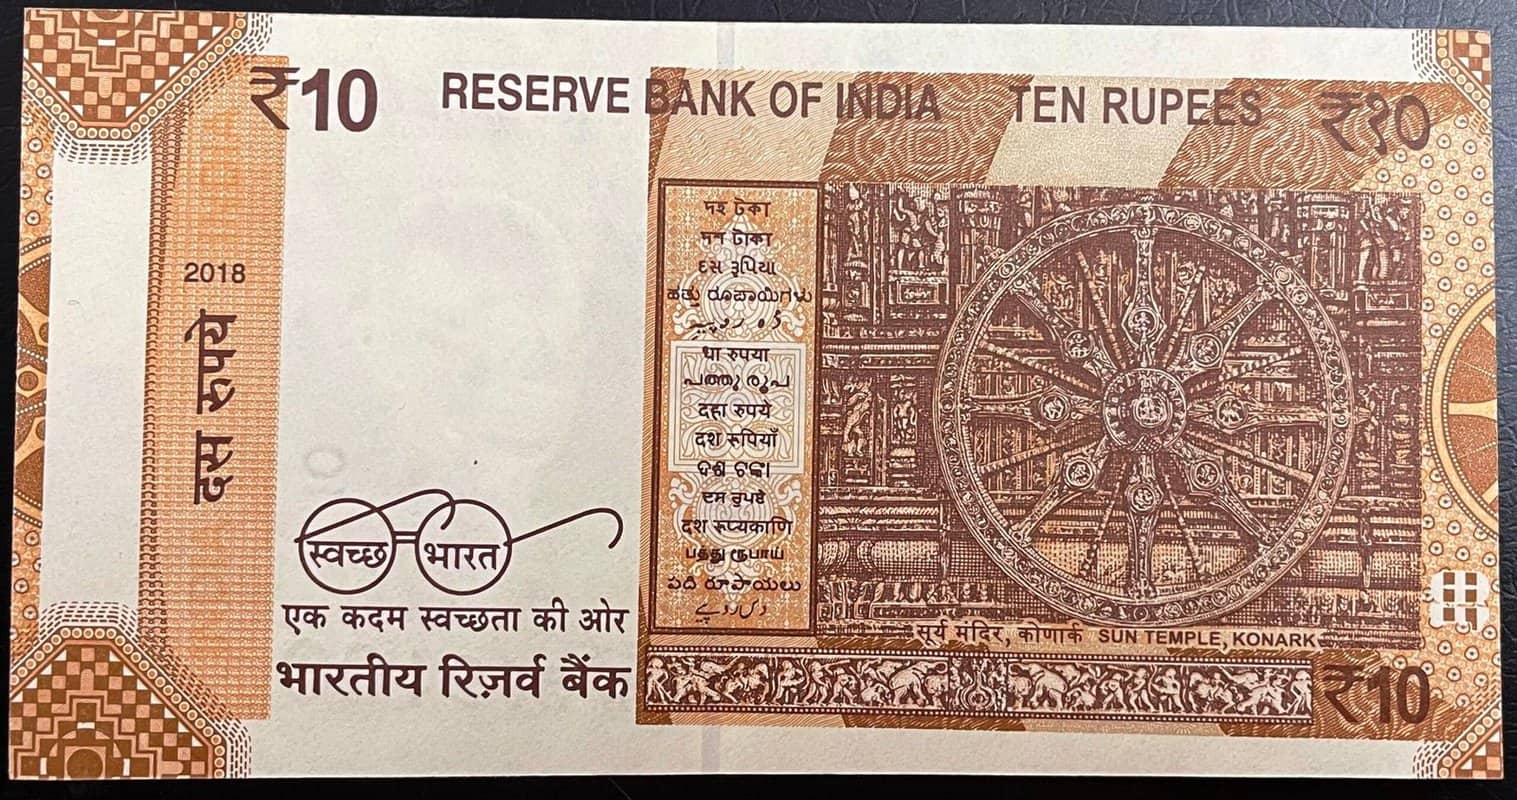 ₹10 RESERVE BANK OF INDIA TEN RUPEES ₹१०
2018
दस रुपये
দহ টকা
দশ টাকা
દસ રૂપિયા
ಹತ್ತು ರೂಪಾಯಿಗಳು
دٔہ روپیہ
धा रुपया
പത്തു രൂപ
दहा रुपये
दश रूपियाँ
ଦଶ ଟଙ୍କା
ਦਸ ਰੁਪਏ
दश रूप्यकाणि
பத்து ரூபாய்
పది రూపాయలు
دس روپے
स्वच्छ भारत
एक कदम स्वच्छता की ओर
सूर्य मंदिर, कोणार्क SUN TEMPLE, KONARK
भारतीय रिज़र्व बैंक
₹10